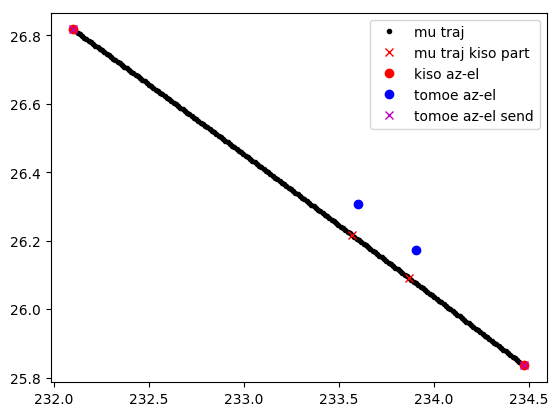 mu traj
mu traj kiso part
kiso az-el
tomoe az-el
tomoe az-el send
26.8
26.6
26.4
26.2
26.0
25.8
232.0 232.5 233.0 233.5 234.0 234.5